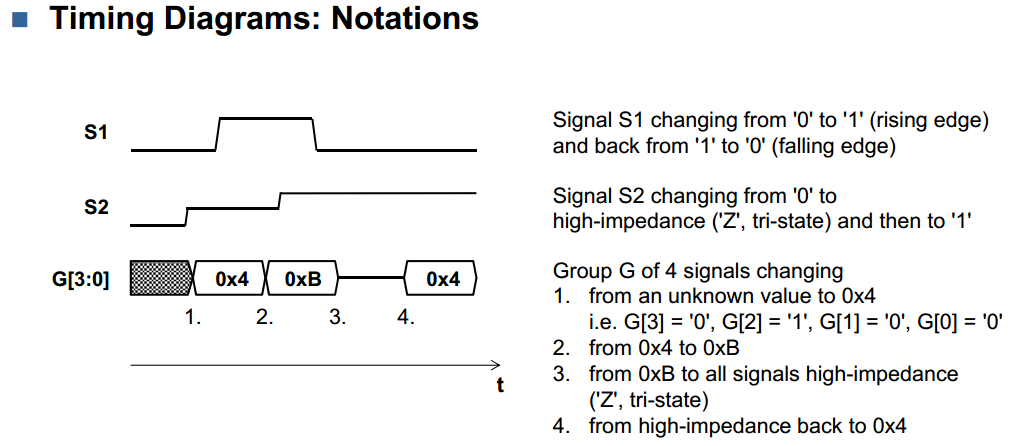 Timing Diagrams: Notations
S1
Signal S1 changing from '0' to '1' (rising edge)
and back from '1' to '0' (falling edge)
S2
Signal S2 changing from '0' to
high-impedance ('Z', tri-state) and then to '1'
G[3:0]
0x4
0xB
0x4
1.
2.
3.
4.
t
Group G of 4 signals changing
1. from an unknown value to 0x4
i.e. G[3] = '0', G[2] = '1', G[1] = '0', G[0] = '0'
2. from 0x4 to 0xB
3. from 0xB to all signals high-impedance
('Z', tri-state)
4. from high-impedance back to 0x4